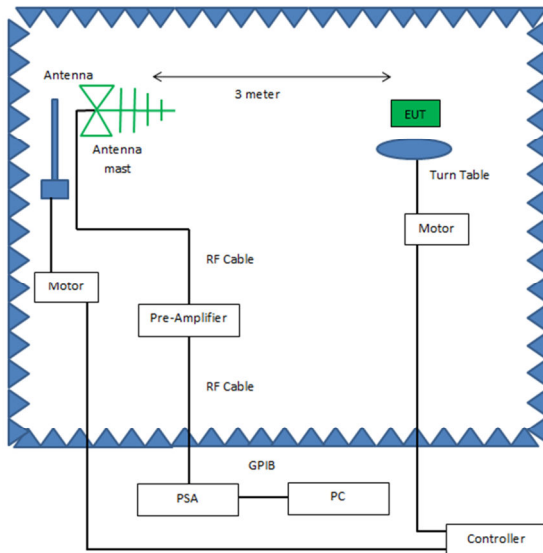 Antenna
3 meter
EUT
Antenna
mast
Turn Table
Motor
RF Cable
Motor
Pre-Amplifier
RF Cable
GPIB
PSA
PC
Controller